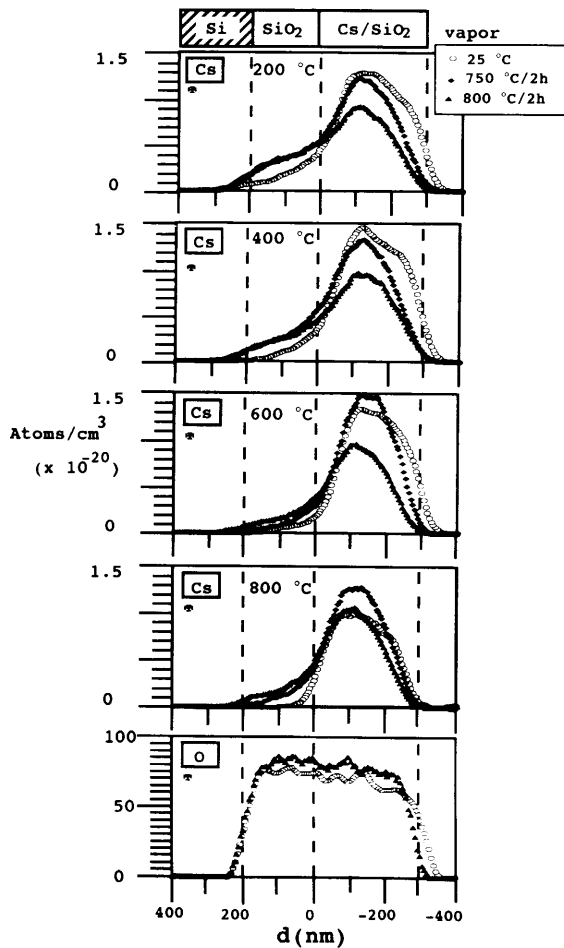 Si SiO₂ Cs/SiO₂
vapor
○ 25 °C
♦ 750 °C/2h
▲ 800 °C/2h
1.5
Cs 200 °C
0
1.5
Cs 400 °C
0
1.5
Cs 600 °C
0
Atoms/cm³
(x 10⁻²⁰)
1.5
Cs 800 °C
0
100
O
50
0
400 200 0 -200 -400
d(nm)